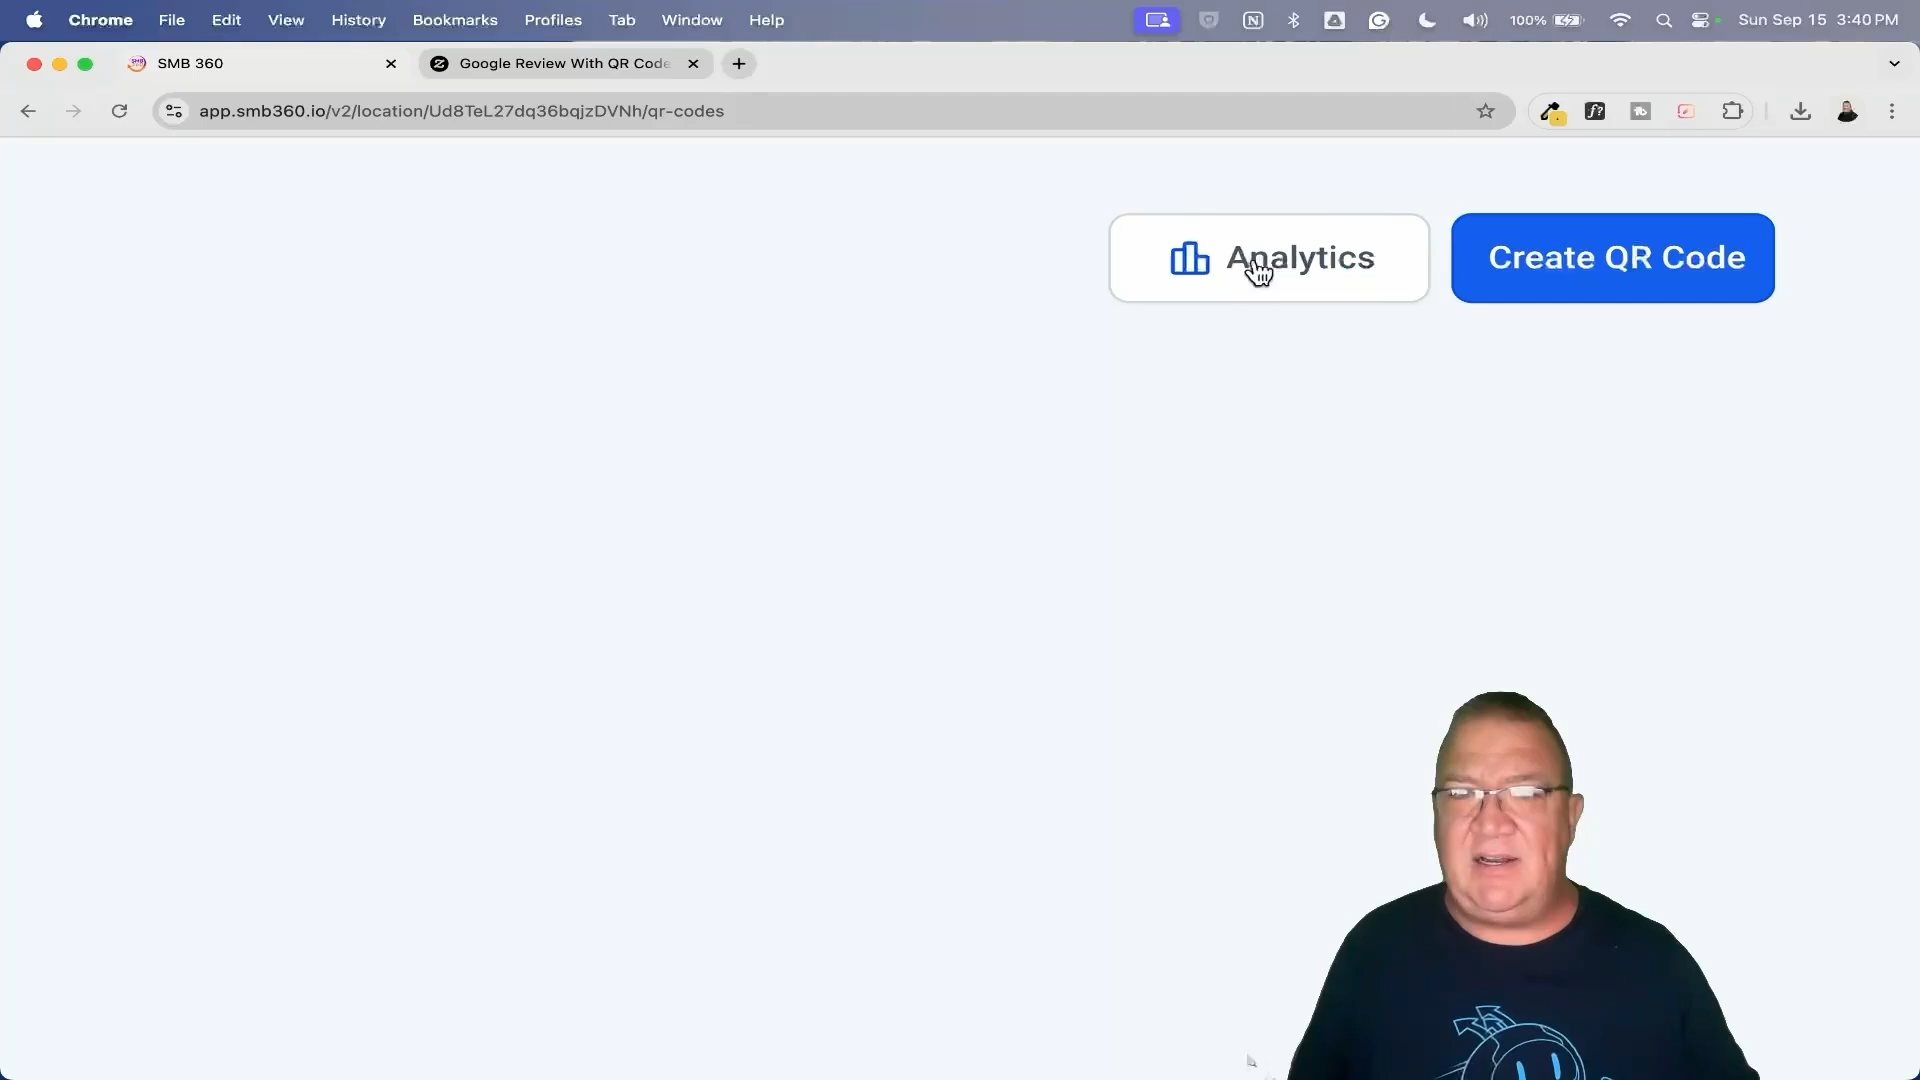 Chrome File Edit View History Bookmarks Profiles Tab Window Help 100% Sun Sep 15 3:40 PM
SMB 360 Google Review With QR Code
app.smb360.io/v2/location/Ud8TeL27dq36bqjzDVNh/qr-codes
Analytics Create QR Code